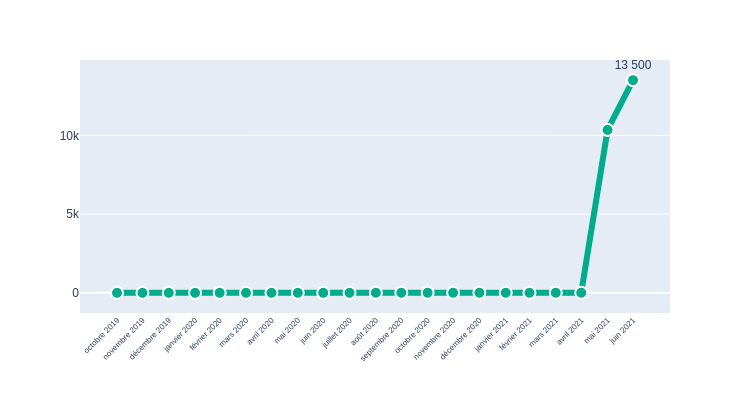 13 500
10k
5k
0
octobre 2019
novembre 2019
décembre 2019
janvier 2020
février 2020
mars 2020
avril 2020
mai 2020
juin 2020
juillet 2020
août 2020
septembre 2020
octobre 2020
novembre 2020
décembre 2020
janvier 2021
février 2021
mars 2021
avril 2021
mai 2021
juin 2021